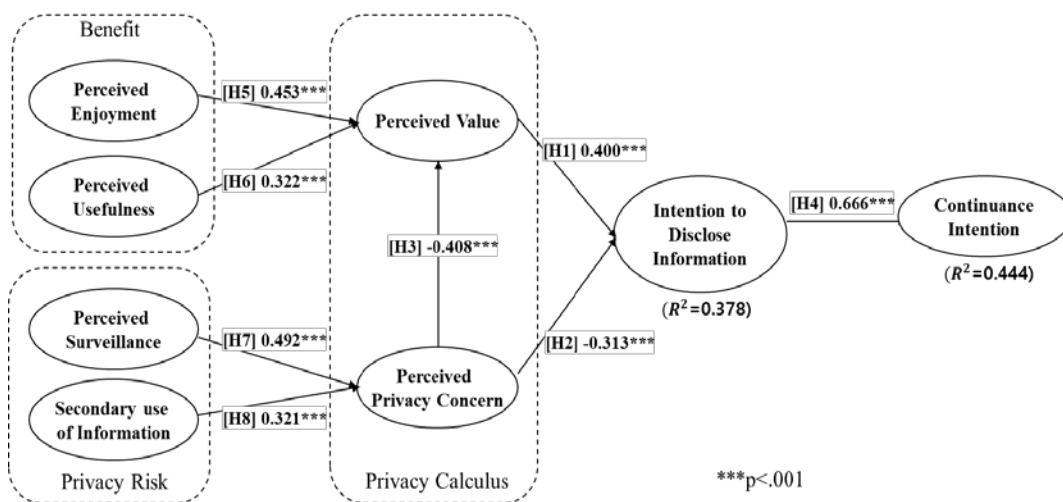 Benefit
Perceived
Enjoyment
[H5] 0.453***
Perceived Value
Perceived
Usefulness
[H6] 0.322***
[H1] 0.400***
[H3] -0.408***
Intention to
Disclose
Information
(R²=0.378)
[H4] 0.666***
Continuance
Intention
(R²=0.444)
Perceived
Surveillance
[H7] 0.492***
[H2] -0.313***
Perceived
Privacy Concern
Secondary use
of Information
[H8] 0.321***
Privacy Risk
Privacy Calculus
***p<.001